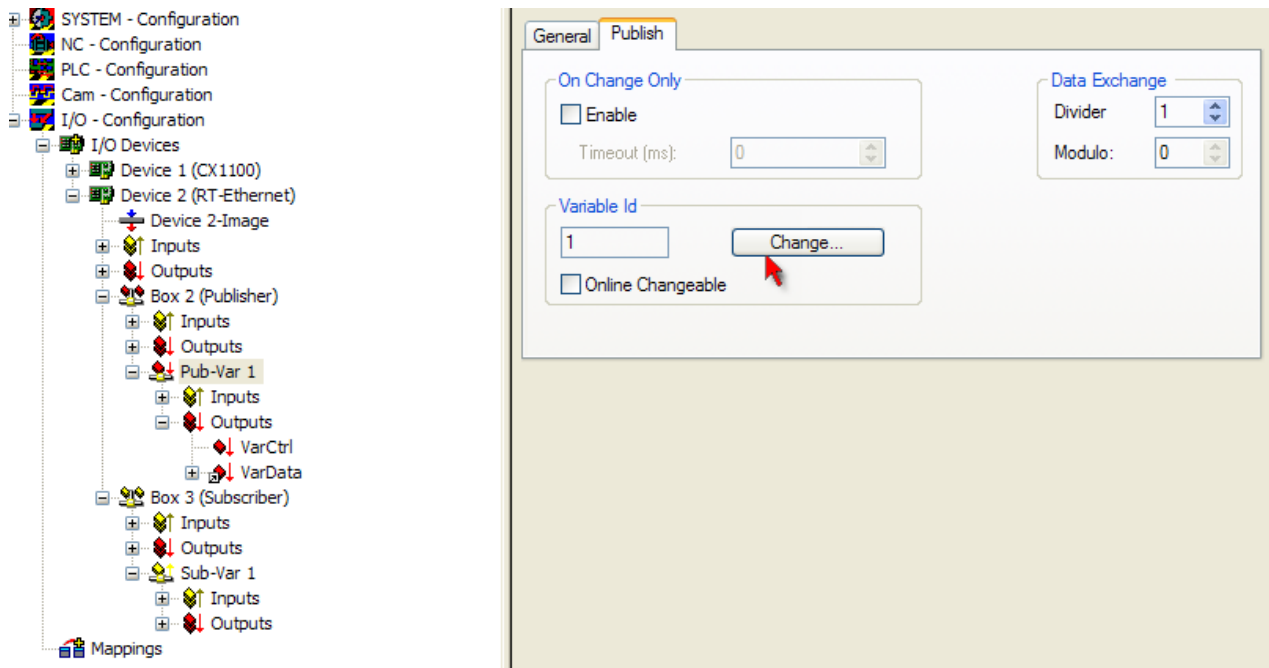 SYSTEM - Configuration
NC - Configuration
PLC - Configuration
Cam - Configuration
I/O - Configuration
I/O Devices
Device 1 (CX1100)
Device 2 (RT-Ethernet)
Device 2-Image
Inputs
Outputs
Box 2 (Publisher)
Inputs
Outputs
Pub-Var 1
Inputs
Outputs
VarCtrl
VarData
Box 3 (Subscriber)
Inputs
Outputs
Sub-Var 1
Inputs
Outputs
Mappings
General Publish
On Change Only
Enable
Timeout (ms): 0
Data Exchange
Divider 1
Modulo: 0
Variable Id
1 Change...
Online Changeable